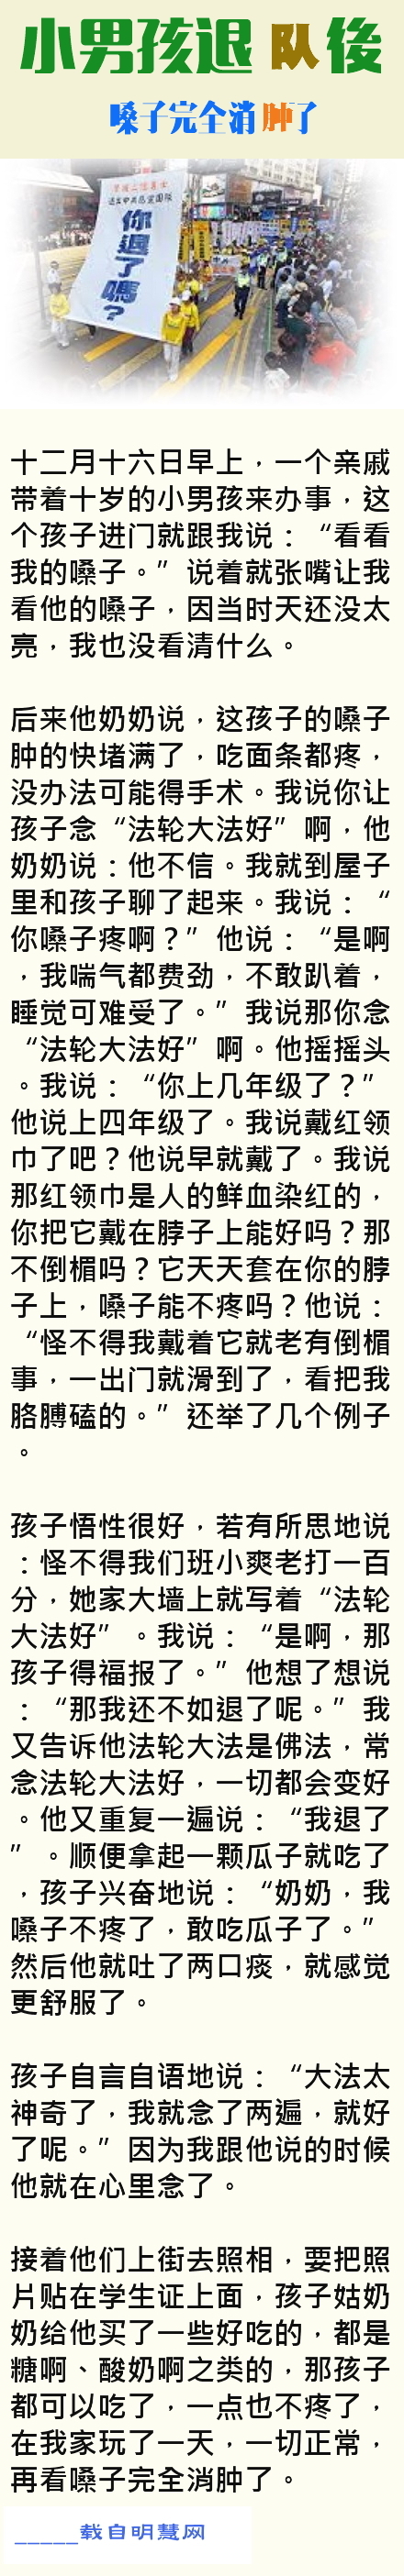 小男孩退队後
嗓子完全消肿了
你退了嗎？
十二月十六日早上，一个亲戚
带着十岁的小男孩来办事，这
个孩子进门就跟我说：“看看
我的嗓子。”说着就张嘴让我
看他的嗓子，因当时天还没太
亮，我也没看清什么。
后来他奶奶说，这孩子的嗓子
肿的快堵满了，吃面条都疼，
没办法可能得手术。我说你让
孩子念“法轮大法好”啊，他
奶奶说：他不信。我就到屋子
里和孩子聊了起来。我说：“
你嗓子疼啊？”他说：“是啊
，我喘气都费劲，不敢趴着，
睡觉可难受了。”我说那你念
“法轮大法好”啊。他摇摇头
。我说：“你上几年级了？”
他说上四年级了。我说戴红领
巾了吧？他说早就戴了。我说
那红领巾是人的鲜血染红的，
你把它戴在脖子上能好吗？那
不倒楣吗？它天天套在你的脖
子上，嗓子能不疼吗？他说：
“怪不得我戴着它就老有倒楣
事，一出门就滑到了，看把我
胳膊磕的。”还举了几个例子
。
孩子悟性很好，若有所思地说
：怪不得我们班小爽老打一百
分，她家大墙上就写着“法轮
大法好”。我说：“是啊，那
孩子得福报了。”他想了想说
：“那我还不如退了呢。”我
又告诉他法轮大法是佛法，常
念法轮大法好，一切都会变好
。他又重复一遍说：“我退了
”。顺便拿起一颗瓜子就吃了
，孩子兴奋地说：“奶奶，我
嗓子不疼了，敢吃瓜子了。”
然后他就吐了两口痰，就感觉
更舒服了。
孩子自言自语地说：“大法太
神奇了，我就念了两遍，就好
了呢。”因为我跟他说的时候
他就在心里念了。
接着他们上街去照相，要把照
片贴在学生证上面，孩子姑奶
奶给他买了一些好吃的，都是
糖啊、酸奶啊之类的，那孩子
都可以吃了，一点也不疼了，
在我家玩了一天，一切正常，
再看嗓子完全消肿了。
_____载自明慧网